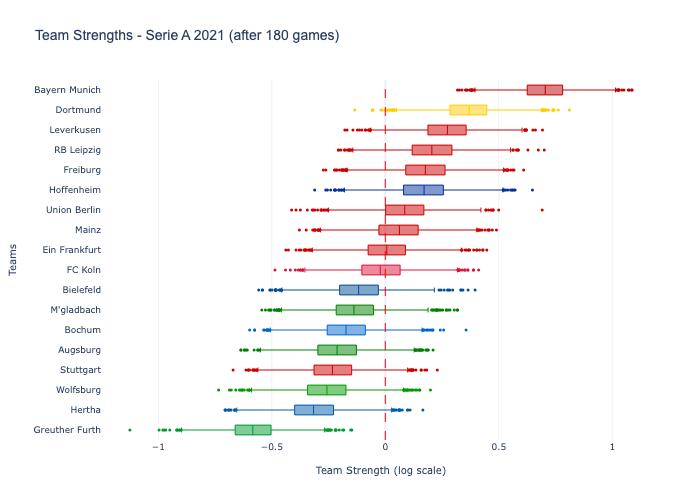 Team Strengths - Serie A 2021 (after 180 games)
Bayern Munich
Dortmund
Leverkusen
RB Leipzig
Freiburg
Hoffenheim
Union Berlin
Mainz
Ein Frankfurt
FC Koln
Bielefeld
M'gladbach
Bochum
Augsburg
Stuttgart
Wolfsburg
Hertha
Greuther Furth
Teams
−1 −0.5 0 0.5 1
Team Strength (log scale)